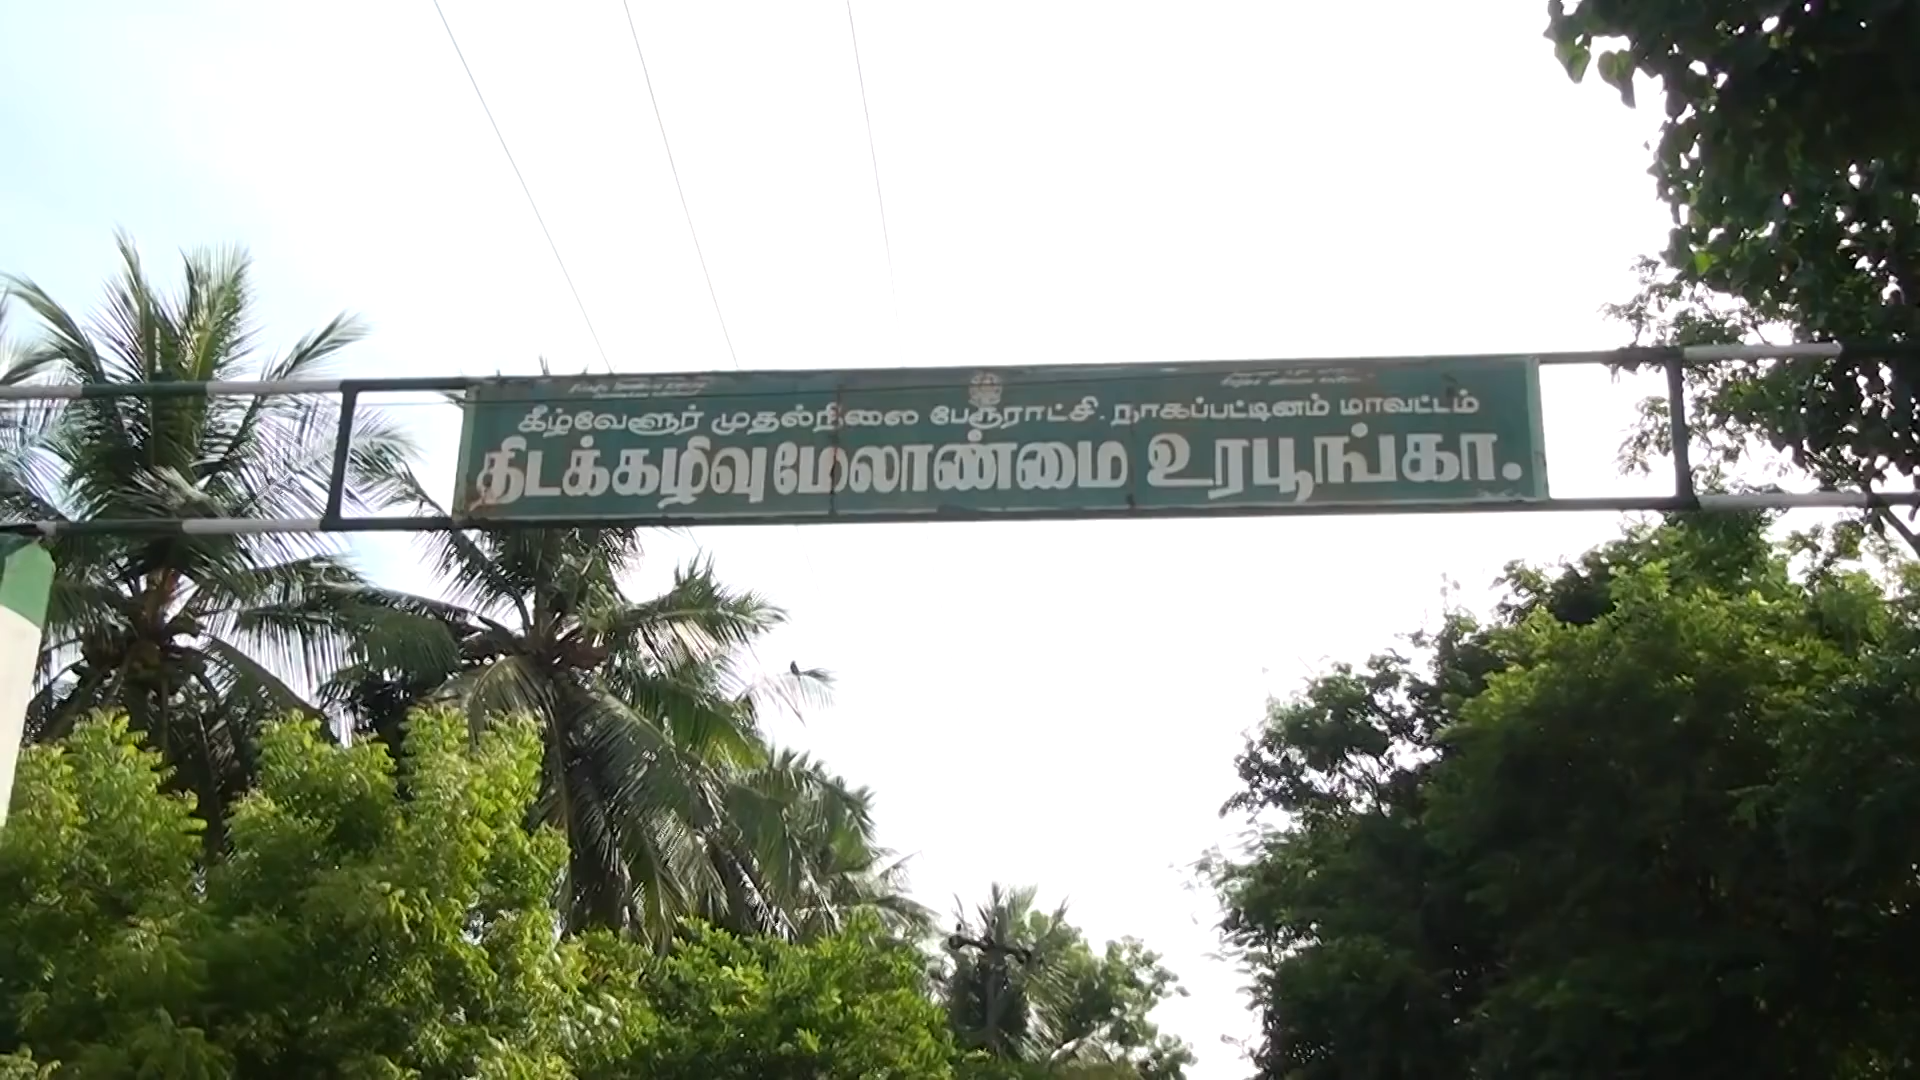 கீழ்வேளூர் முதல்நிலை பேரூராட்சி. நாகப்பட்டினம் மாவட்டம்
திடக்கழிவு மேலாண்மை உரபூங்கா.